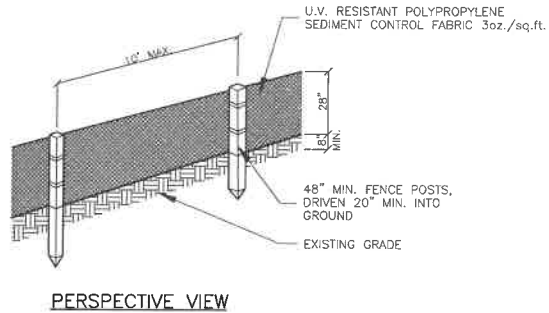 U.V. RESISTANT POLYPROPYLENE
SEDIMENT CONTROL FABRIC 3oz./sq.ft.
10' MAX.
28"
8"
MIN.
48" MIN. FENCE POSTS,
DRIVEN 20" MIN. INTO
GROUND
EXISTING GRADE
PERSPECTIVE VIEW